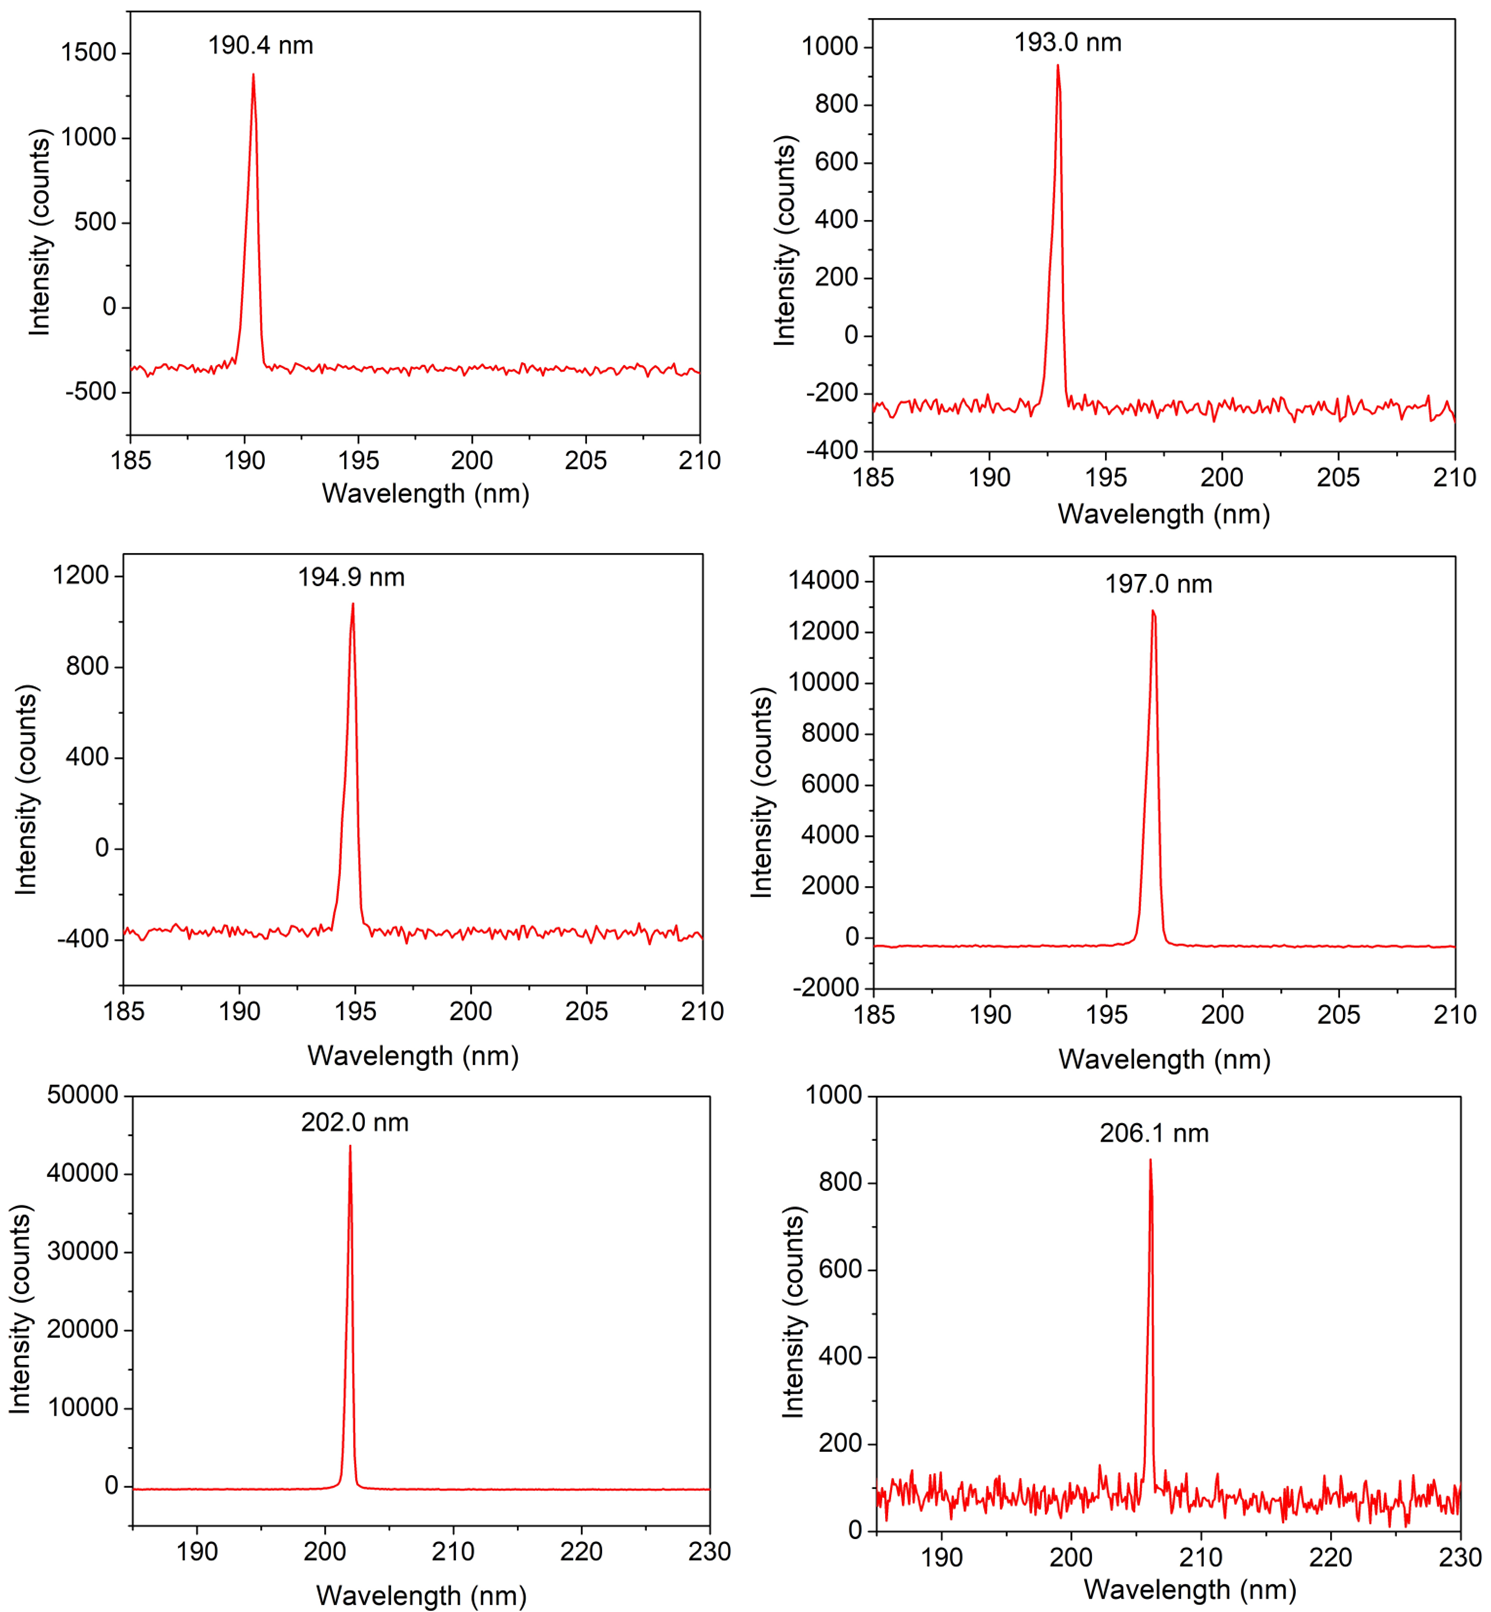 190.4 nm
1500
1000
500
0
-500
Intensity (counts)
185 190 195 200 205 210
Wavelength (nm)
193.0 nm
1000
800
600
400
200
0
-200
-400
Intensity (counts)
185 190 195 200 205 210
Wavelength (nm)
194.9 nm
1200
800
400
0
-400
Intensity (counts)
185 190 195 200 205 210
Wavelength (nm)
197.0 nm
14000
12000
10000
8000
6000
4000
2000
0
-2000
Intensity (counts)
185 190 195 200 205 210
Wavelength (nm)
202.0 nm
50000
40000
30000
20000
10000
0
Intensity (counts)
190 200 210 220 230
Wavelength (nm)
206.1 nm
1000
800
600
400
200
0
Intensity (counts)
190 200 210 220 230
Wavelength (nm)